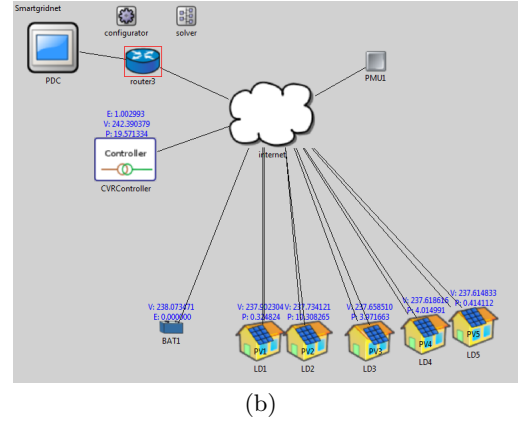 Smartgridnet
configurator
solver
PDC
router3
PMU1
E: 1.002993
V: 242.390379
P: 19.571334
Controller
CVRController
internet
V: 238.073471
E: 0.000000
BAT1
V: 237.902304
P: 0.324824
PV1
LD1
V: 237.734121
P: 10.308265
PV2
LD2
V: 237.658510
P: 3.971663
PV3
LD3
V: 237.618616
P: 4.014991
PV4
LD4
V: 237.614833
P: 0.414112
PV5
LD5
(b)